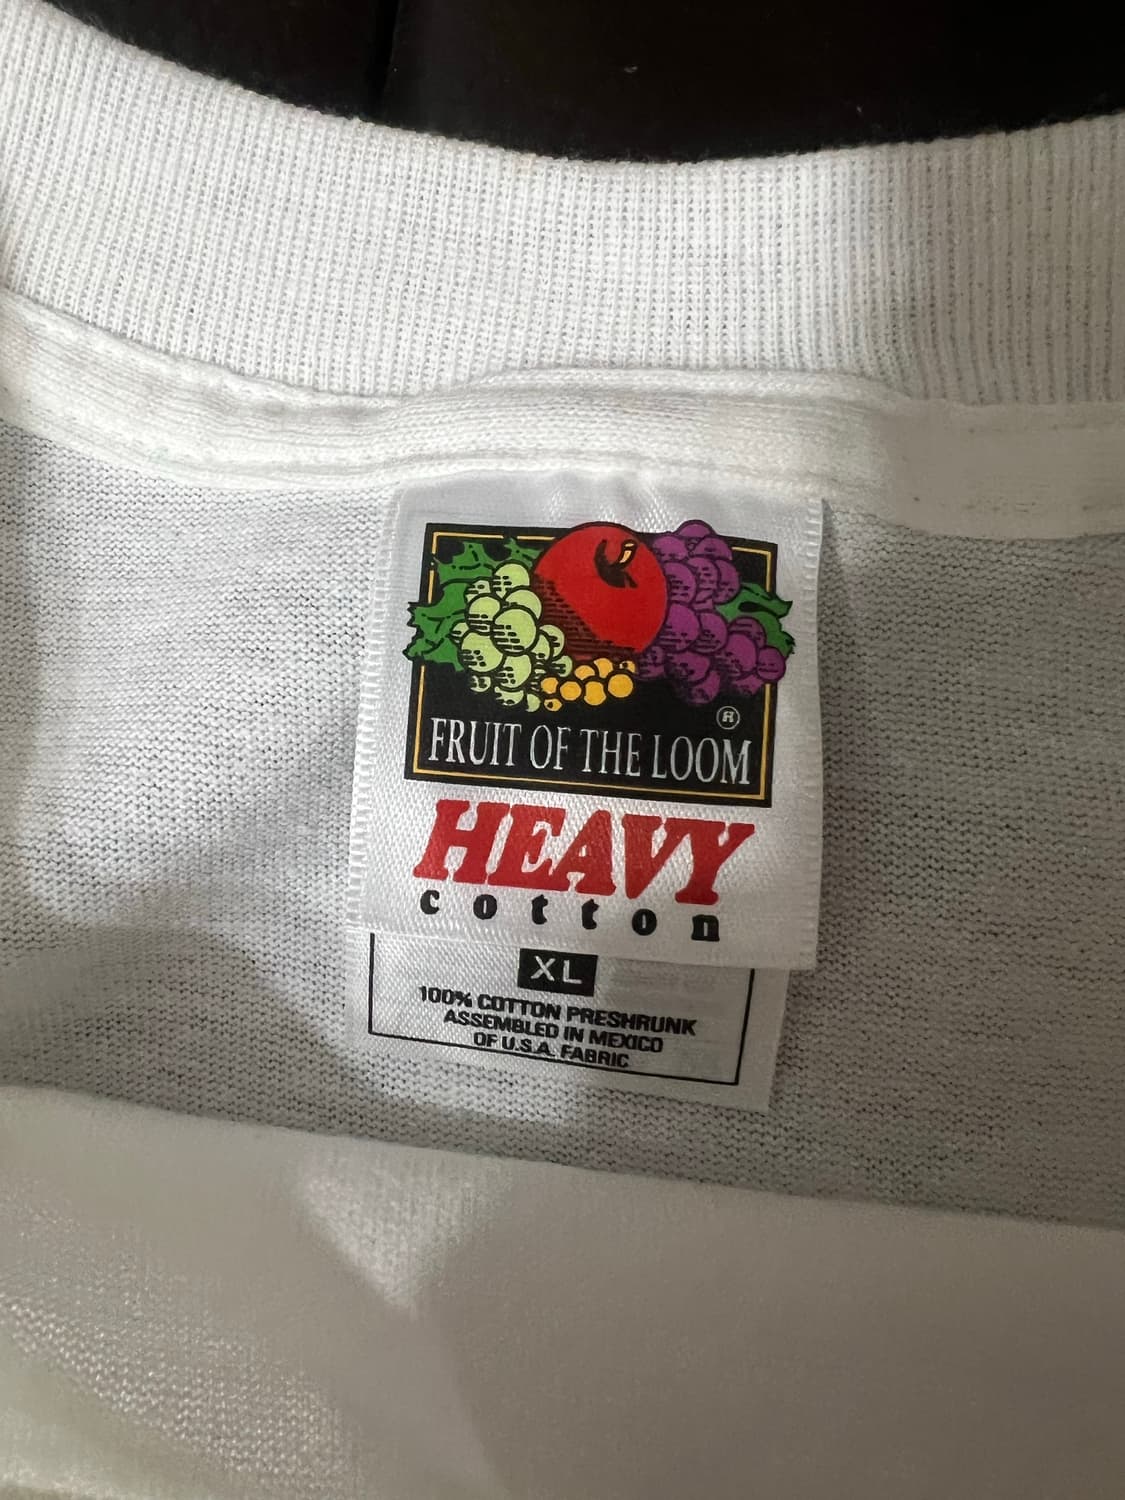 ®
FRUIT OF THE LOOM
HEAVY
cotton
XL
100% COTTON PRESHRUNK
ASSEMBLED IN MEXICO
OF U.S.A. FABRIC